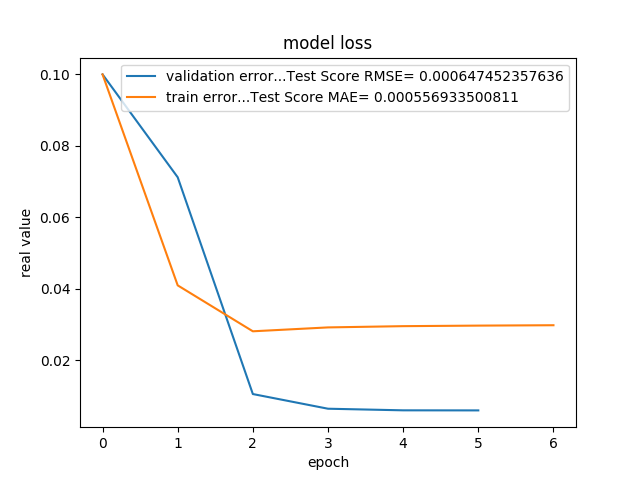 model loss
validation error...Test Score RMSE= 0.000647452357636
train error...Test Score MAE= 0.000556933500811
0.10
0.08
0.06
0.04
0.02
real value
0 1 2 3 4 5 6
epoch